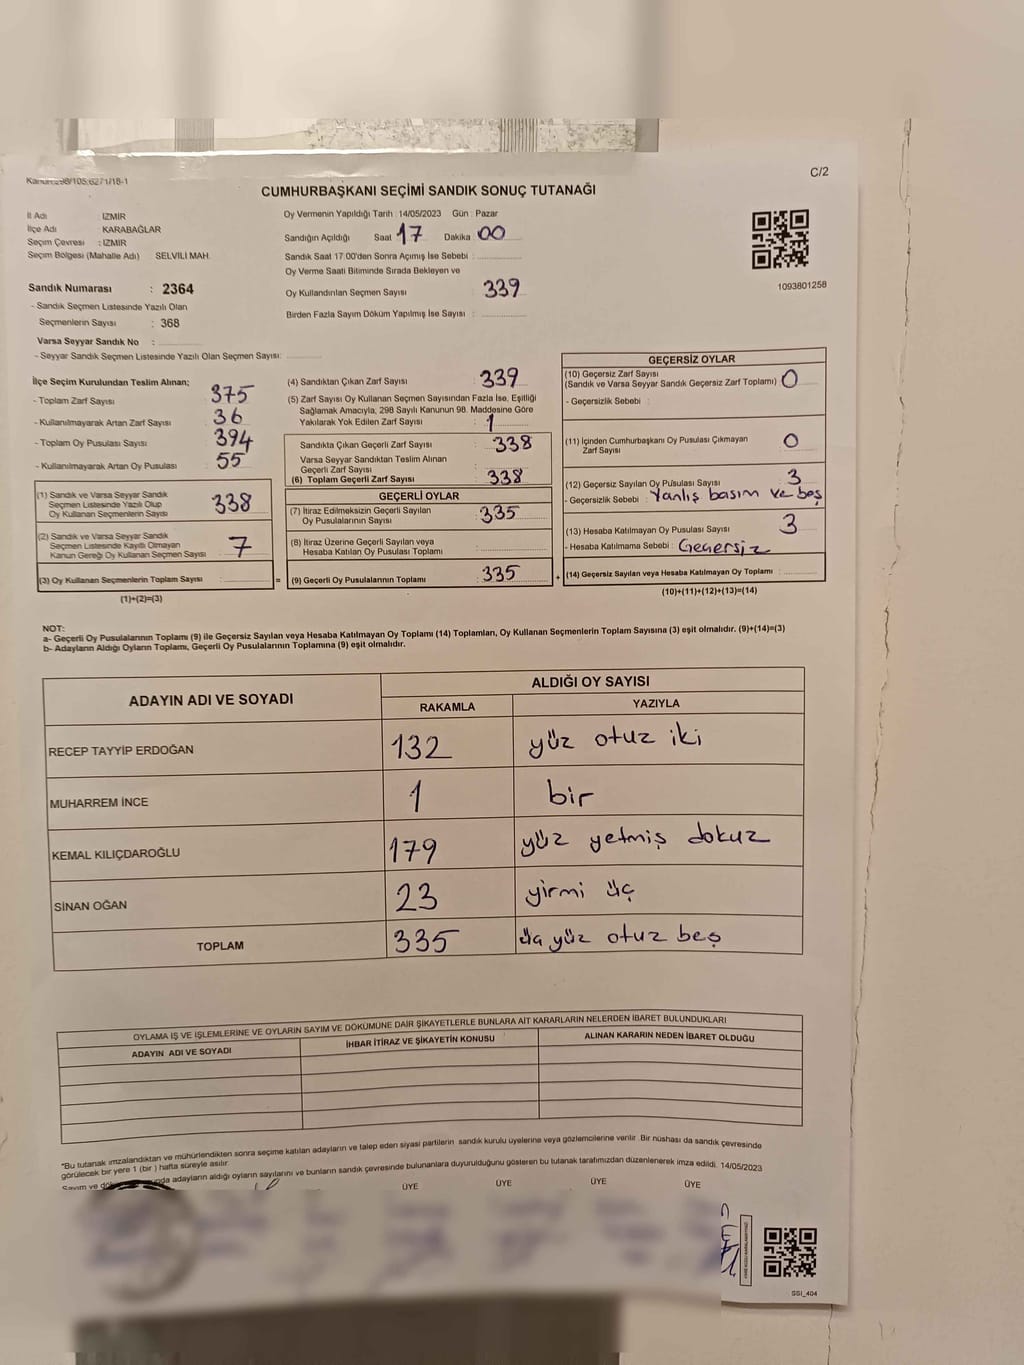 Kanun:298/105;6271/18-1
C/2
CUMHURBAŞKANI SEÇİMİ SANDIK SONUÇ TUTANAĞI
İl Adı : İZMİR
İlçe Adı : KARABAĞLAR
Seçim Çevresi : İZMİR
Seçim Bölgesi (Mahalle Adı) SELVİLİ MAH.
Sandık Numarası : 2364
- Sandık Seçmen Listesinde Yazılı Olan
Seçmenlerin Sayısı : 368
Varsa Seyyar Sandık No :
- Seyyar Sandık Seçmen Listesinde Yazılı Olan Seçmen Sayısı:
Oy Vermenin Yapıldığı Tarih : 14/05/2023 Gün : Pazar
Sandığın Açıldığı Saat 17 Dakika : 00
Sandık Saat 17:00'den Sonra Açımış İse Sebebi :
Oy Verme Saati Bitiminde Sırada Bekleyen ve
Oy Kullandırılan Seçmen Sayısı : 339
Birden Fazla Sayım Döküm Yapılmış İse Sayısı :
1093801258
İlçe Seçim Kurulundan Teslim Alınan;
- Toplam Zarf Sayısı : 375
- Kullanılmayarak Artan Zarf Sayısı : 36
- Toplam Oy Pusulası Sayısı : 394
- Kullanılmayarak Artan Oy Pusulası : 55
(1) Sandık ve Varsa Seyyar Sandık
Seçmen Listesinde Yazılı Olup
Oy Kullanan Seçmenlerin Sayısı 338
(2) Sandık ve Varsa Seyyar Sandık
Seçmen Listesinde Kayıtlı Olmayan
Kanun Gereği Oy Kullanan Seçmen Sayısı : 7
(3) Oy Kullanan Seçmenlerin Toplam Sayısı :
(1)+(2)=(3)
=
(4) Sandıktan Çıkan Zarf Sayısı : 339
(5) Zarf Sayısı Oy Kullanan Seçmen Sayısından Fazla İse, Eşitliği
Sağlamak Amacıyla, 298 Sayılı Kanunun 98. Maddesine Göre
Yakılarak Yok Edilen Zarf Sayısı : 1
Sandıkta Çıkan Geçerli Zarf Sayısı : 338
Varsa Seyyar Sandıktan Teslim Alınan
Geçerli Zarf Sayısı :
(6) Toplam Geçerli Zarf Sayısı : 338
GEÇERLİ OYLAR
(7) İtiraz Edilmeksizin Geçerli Sayılan
Oy Pusulalarının Sayısı : 335
(8) İtiraz Üzerine Geçerli Sayılan veya
Hesaba Katılan Oy Pusulası Toplamı :
(9) Geçerli Oy Pusulalarının Toplamı : 335
+
GEÇERSİZ OYLAR
(10) Geçersiz Zarf Sayısı
(Sandık ve Varsa Seyyar Sandık Geçersiz Zarf Toplamı) : 0
- Geçersizlik Sebebi :
(11) İçinden Cumhurbaşkanı Oy Pusulası Çıkmayan
Zarf Sayısı : 0
(12) Geçersiz Sayılan Oy Pusulası Sayısı : 3
- Geçersizlik Sebebi : Yanlış basım ve boş
(13) Hesaba Katılmayan Oy Pusulası Sayısı : 3
- Hesaba Katılmama Sebebi : Geçersiz
(14) Geçersiz Sayılan veya Hesaba Katılmayan Oy Toplamı :
(10)+(11)+(12)+(13)=(14)
NOT:
a- Geçerli Oy Pusulalarının Toplamı (9) ile Geçersiz Sayılan veya Hesaba Katılmayan Oy Toplamı (14) Toplamları, Oy Kullanan Seçmenlerin Toplam Sayısına (3) eşit olmalıdır. (9)+(14)=(3)
b- Adayların Aldığı Oyların Toplamı, Geçerli Oy Pusulalarının Toplamına (9) eşit olmalıdır.
ADAYIN ADI VE SOYADI
ALDIĞI OY SAYISI
RAKAMLA YAZIYLA
RECEP TAYYİP ERDOĞAN 132 yüz otuz iki
MUHARREM İNCE 1 bir
KEMAL KILIÇDAROĞLU 179 yüz yetmiş dokuz
SİNAN OĞAN 23 yirmi üç
TOPLAM 335 üç yüz otuz beş
OYLAMA İŞ VE İŞLEMLERİNE VE OYLARIN SAYIM VE DÖKÜMÜNE DAİR ŞİKAYETLERLE BUNLARA AİT KARARLARIN NELERDEN İBARET BULUNDUKLARI
ADAYIN ADI VE SOYADI İHBAR İTİRAZ VE ŞİKAYETİN KONUSU ALINAN KARARIN NEDEN İBARET OLDUĞU
*Bu tutanak imzalandıktan ve mühürlendikten sonra seçime katılan adayların ve talep eden siyasi partilerin sandık kurulu üyelerine veya gözlemcilerine verilir. Bir nüshası da sandık çevresinde
görülecek bir yere 1 (bir ) hafta süreyle asılır.
Sayım ve adayların aldığı oyların sayılarını ve bunların sandık çevresinde bulunanlara duyurulduğunu gösteren bu tutanak tarafımızdan düzenlenerek imza edildi. 14/05/2023
ÜYE ÜYE ÜYE ÜYE
SSI_404